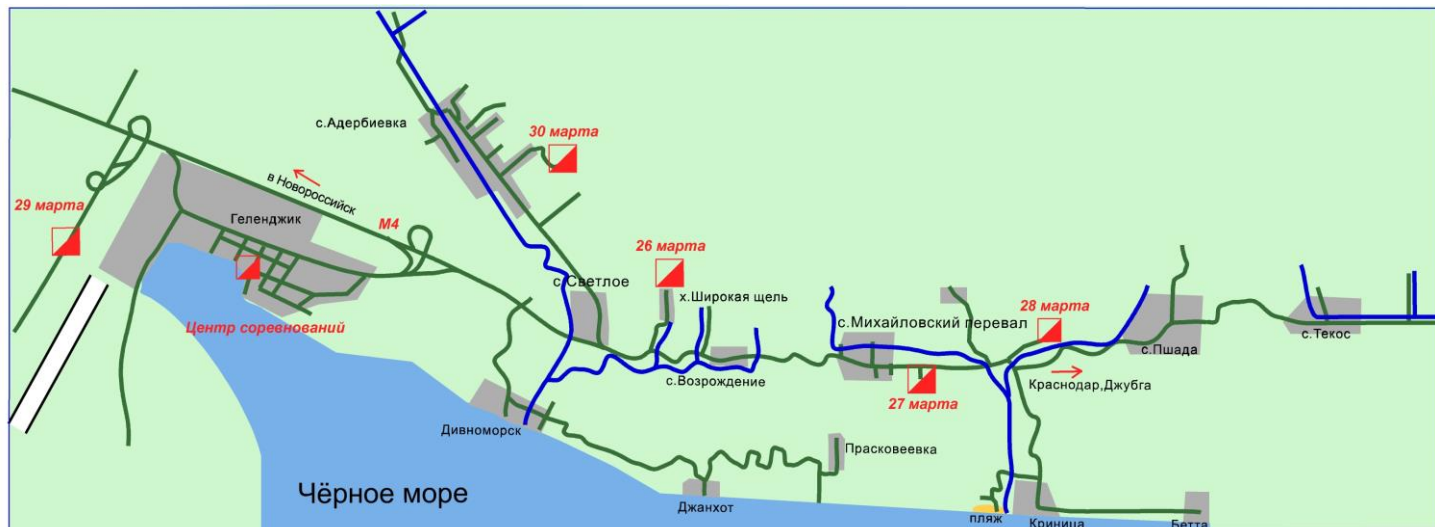 с.Адербиевка
30 марта
в Новороссийск
29 марта
Геленджик
М4
26 марта
с.Светлое
х.Широкая щель
28 марта
с.Михайловский перевал
Центр соревнований
с.Текос
с.Пшада
с.Возрождение
Краснодар,Джубга
27 марта
Дивноморск
Прасковеевка
Чёрное море
Джанхот
пляж
Криница
Бетта